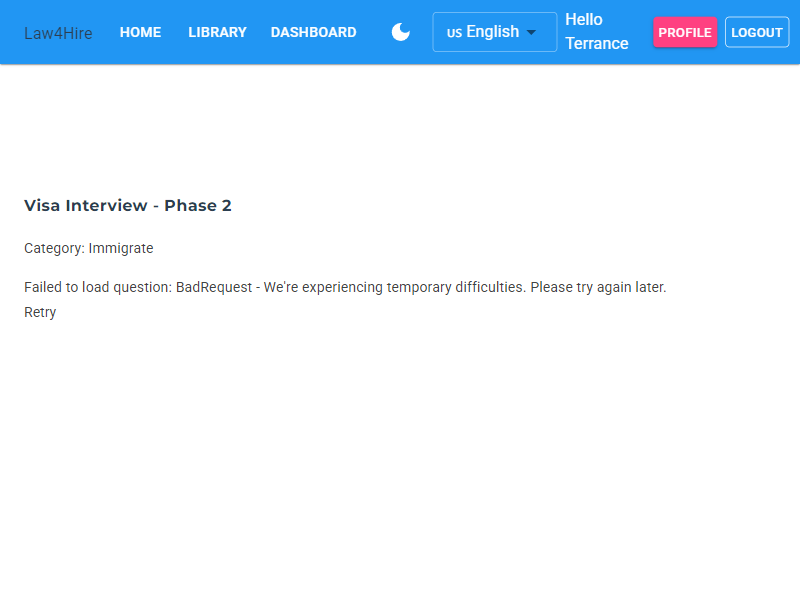 Law4Hire HOME LIBRARY DASHBOARD us English Hello Terrance PROFILE LOGOUT
Visa Interview - Phase 2
Category: Immigrate
Failed to load question: BadRequest - We're experiencing temporary difficulties. Please try again later.
Retry